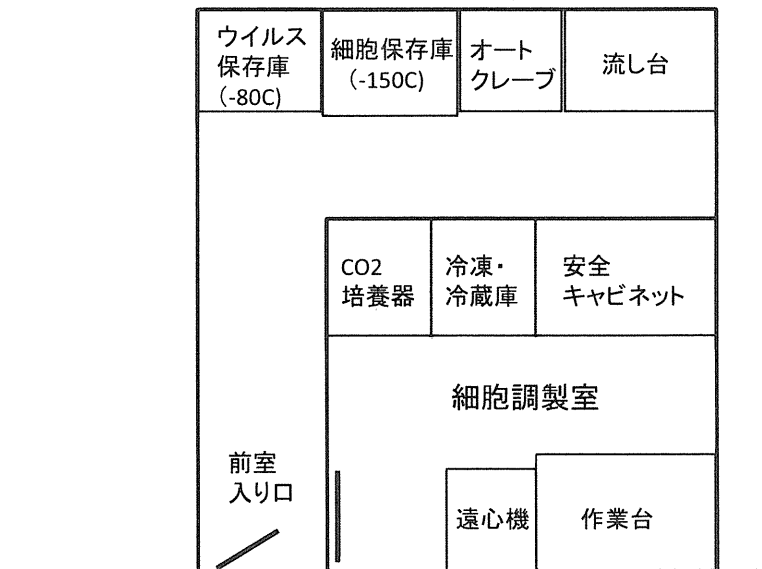 ウイルス
保存庫
（-80C）
細胞保存庫
（-150C）
オート
クレーブ
流し台
CO2
培養器
冷凍・
冷蔵庫
安全
キャビネット
細胞調製室
前室
入り口
遠心機
作業台